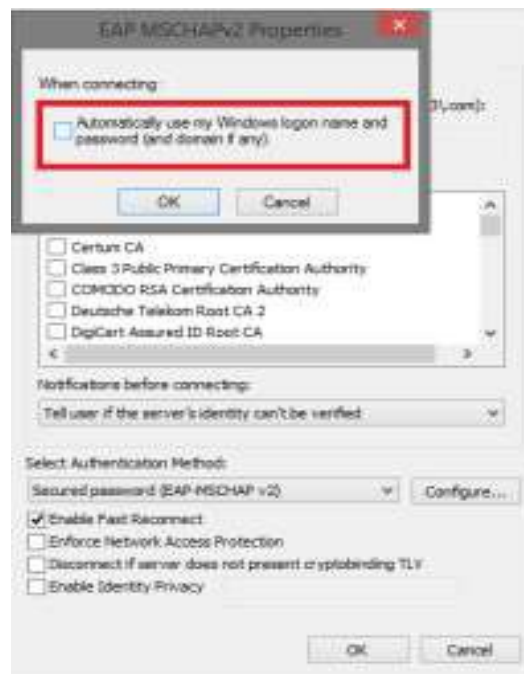 EAP MSCHAPv2 Properties
When connecting:
Automatically use my Windows logon name and
password (and domain if any).
OK Cancel
Certum CA
Class 3 Public Primary Certification Authority
COMODO RSA Certification Authority
Deutsche Telekom Root CA 2
DigiCert Assured ID Root CA
Notifications before connecting:
Tell user if the server's identity can't be verified
Select Authentication Method:
Secured password (EAP-MSCHAP v2) Configure...
Enable Fast Reconnect
Enforce Network Access Protection
Disconnect if server does not present cryptobinding TLV
Enable Identity Privacy
OK Cancel